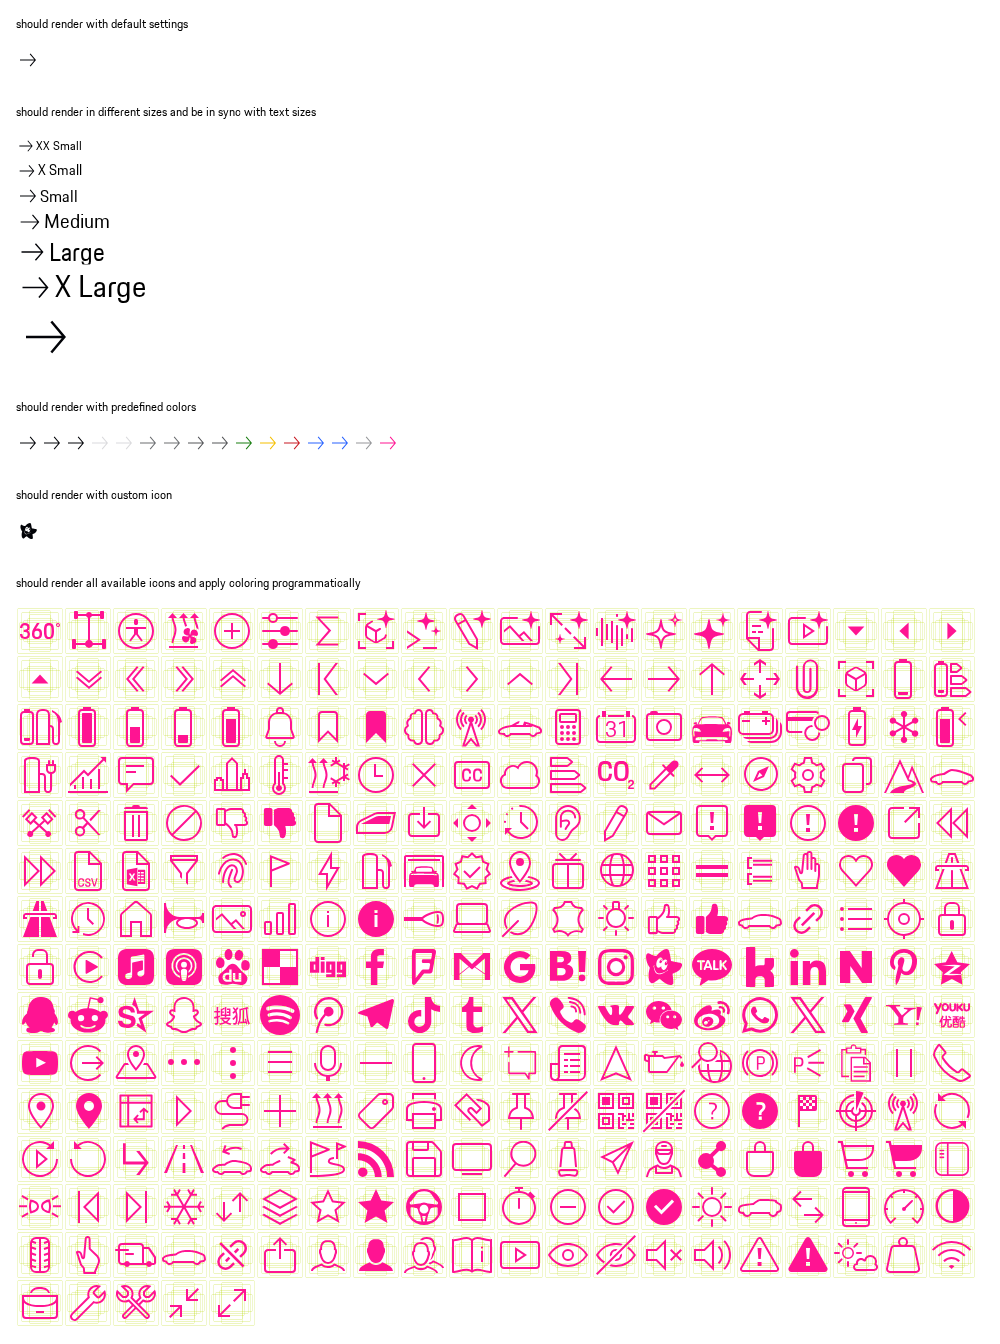 should render with default settings
should render in different sizes and be in sync with text sizes
XX Small
X Small
Small
Medium
Large
X Large
should render with predefined colors
should render with custom icon
should render all available icons and apply coloring programmatically
360°
31
CC
CO2
CSV
X
i
i
du
digg
f
G
B!
TALK
k
in
N
搜狐
t
Y!
YOUKU
优酷
P
P
?
?
i